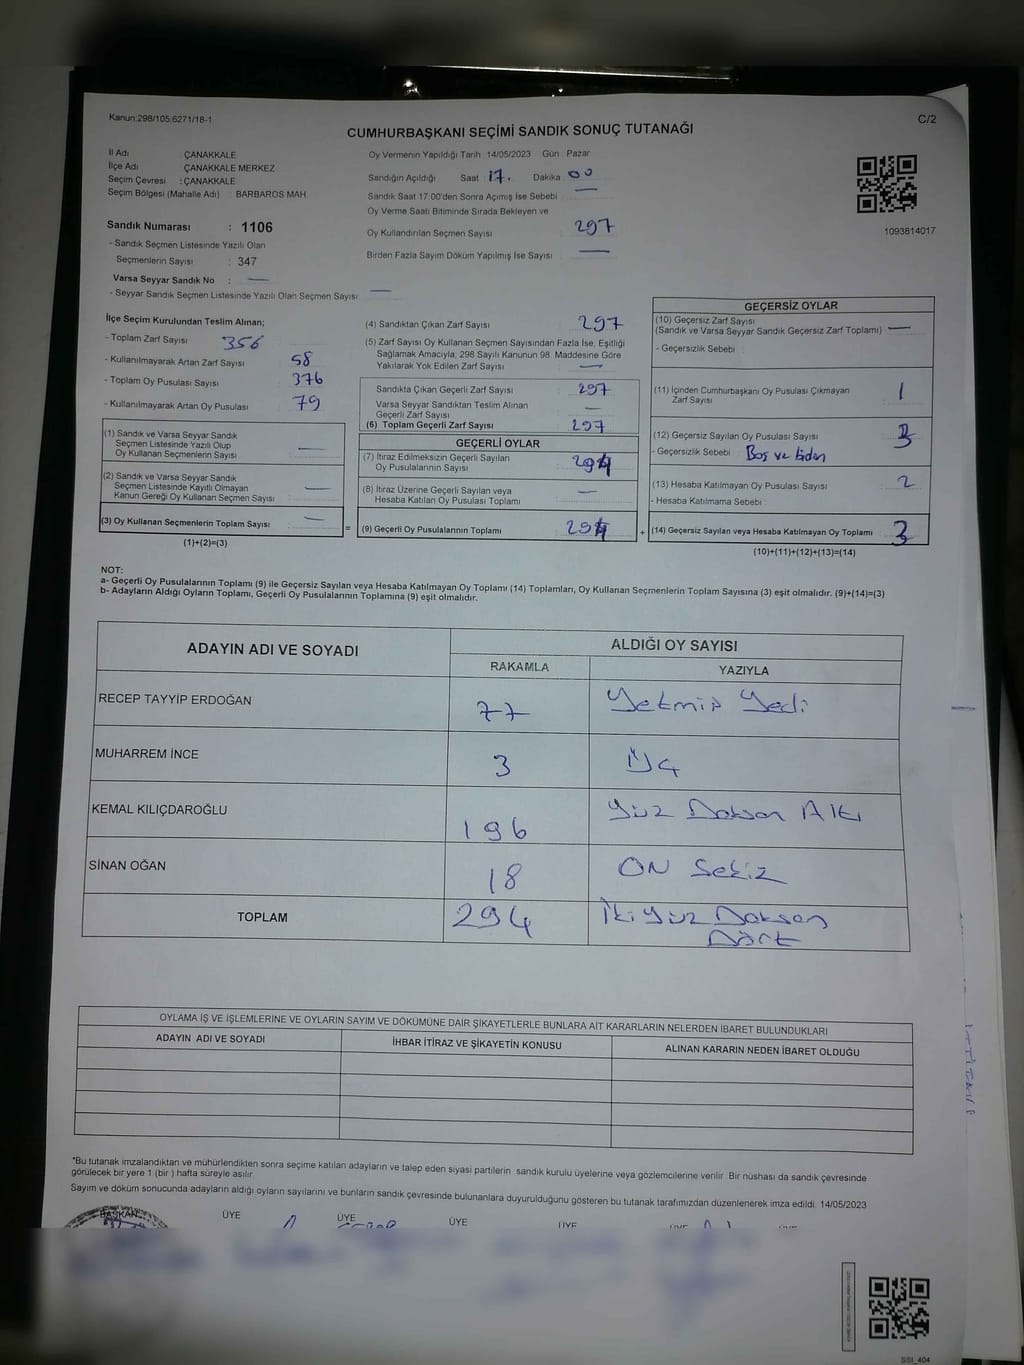 Kanun:298/105,6271/18-1
C/2
CUMHURBAŞKANI SEÇİMİ SANDIK SONUÇ TUTANAĞI
İl Adı ÇANAKKALE
İlçe Adı ÇANAKKALE MERKEZ
Seçim Çevresi : ÇANAKKALE
Seçim Bölgesi (Mahalle Adı) : BARBAROS MAH.
Sandık Numarası : 1106
- Sandık Seçmen Listesinde Yazılı Olan
Seçmenlerin Sayısı : 347
Varsa Seyyar Sandık No : —
- Seyyar Sandık Seçmen Listesinde Yazılı Olan Seçmen Sayısı : —
Oy Vermenin Yapıldığı Tarih 14/05/2023 Gün : Pazar
Sandığın Açıldığı Saat 17. Dakika 00
Sandık Saat 17:00'den Sonra Açımış İse Sebebi : —
Oy Verme Saati Bitiminde Sırada Bekleyen ve
Oy Kullandırılan Seçmen Sayısı : 297
Birden Fazla Sayım Döküm Yapılmış İse Sayısı : —
1093814017
İlçe Seçim Kurulundan Teslim Alınan;
- Toplam Zarf Sayısı : 356
- Kullanılmayarak Artan Zarf Sayısı : 58
- Toplam Oy Pusulası Sayısı : 376
- Kullanılmayarak Artan Oy Pusulası : 79
(1) Sandık ve Varsa Seyyar Sandık
Seçmen Listesinde Yazılı Olup
Oy Kullanan Seçmenlerin Sayısı : —
(2) Sandık ve Varsa Seyyar Sandık
Seçmen Listesinde Kayıtlı Olmayan
Kanun Gereği Oy Kullanan Seçmen Sayısı : —
(3) Oy Kullanan Seçmenlerin Toplam Sayısı : —
(1)+(2)=(3)
(4) Sandıktan Çıkan Zarf Sayısı : 297
(5) Zarf Sayısı Oy Kullanan Seçmen Sayısından Fazla İse, Eşitliği
Sağlamak Amacıyla, 298 Sayılı Kanunun 98. Maddesine Göre
Yakılarak Yok Edilen Zarf Sayısı : —
Sandıkta Çıkan Geçerli Zarf Sayısı : 297
Varsa Seyyar Sandıktan Teslim Alınan
Geçerli Zarf Sayısı : —
(6) Toplam Geçerli Zarf Sayısı : 297
GEÇERLİ OYLAR
(7) İtiraz Edilmeksizin Geçerli Sayılan
Oy Pusulalarının Sayısı : 294
(8) İtiraz Üzerine Geçerli Sayılan veya
Hesaba Katılan Oy Pusulası Toplamı : —
= (9) Geçerli Oy Pusulalarının Toplamı : 294 +
GEÇERSİZ OYLAR
(10) Geçersiz Zarf Sayısı
(Sandık ve Varsa Seyyar Sandık Geçersiz Zarf Toplamı) : —
- Geçersizlik Sebebi :
(11) İçinden Cumhurbaşkanı Oy Pusulası Çıkmayan
Zarf Sayısı : 1
(12) Geçersiz Sayılan Oy Pusulası Sayısı : 3
- Geçersizlik Sebebi : Boş ve
(13) Hesaba Katılmayan Oy Pusulası Sayısı : 2
- Hesaba Katılmama Sebebi :
(14) Geçersiz Sayılan veya Hesaba Katılmayan Oy Toplamı : 3
(10)+(11)+(12)+(13)=(14)
NOT:
a- Geçerli Oy Pusulalarının Toplamı (9) ile Geçersiz Sayılan veya Hesaba Katılmayan Oy Toplamı (14) Toplamları, Oy Kullanan Seçmenlerin Toplam Sayısına (3) eşit olmalıdır. (9)+(14)=(3)
b- Adayların Aldığı Oyların Toplamı, Geçerli Oy Pusulalarının Toplamına (9) eşit olmalıdır.
ADAYIN ADI VE SOYADI
ALDIĞI OY SAYISI
RAKAMLA YAZIYLA
RECEP TAYYİP ERDOĞAN 77 Yetmiş Yedi
MUHARREM İNCE 3 Üç
KEMAL KILIÇDAROĞLU 196 Yüz Doksan Altı
SİNAN OĞAN 18 ON Sekiz
TOPLAM 294 İki Yüz Doksan
Dört
OYLAMA İŞ VE İŞLEMLERİNE VE OYLARIN SAYIM VE DÖKÜMÜNE DAİR ŞİKAYETLERLE BUNLARA AİT KARARLARIN NELERDEN İBARET BULUNDUKLARI
ADAYIN ADI VE SOYADI İHBAR İTİRAZ VE ŞİKAYETİN KONUSU ALINAN KARARIN NEDEN İBARET OLDUĞU
*Bu tutanak imzalandıktan ve mühürlendikten sonra seçime katılan adayların ve talep eden siyasi partilerin sandık kurulu üyelerine veya gözlemcilerine verilir. Bir nüshası da sandık çevresinde
görülecek bir yere 1 (bir ) hafta süreyle asılır.
Sayım ve döküm sonucunda adayların aldığı oyların sayılarını ve bunların sandık çevresinde bulunanlara duyurulduğunu gösteren bu tutanak tarafımızdan düzenlenerek imza edildi. 14/05/2023
BAŞKAN ÜYE ÜYE ÜYE ÜYE ÜYE ÜYE
SSI_404